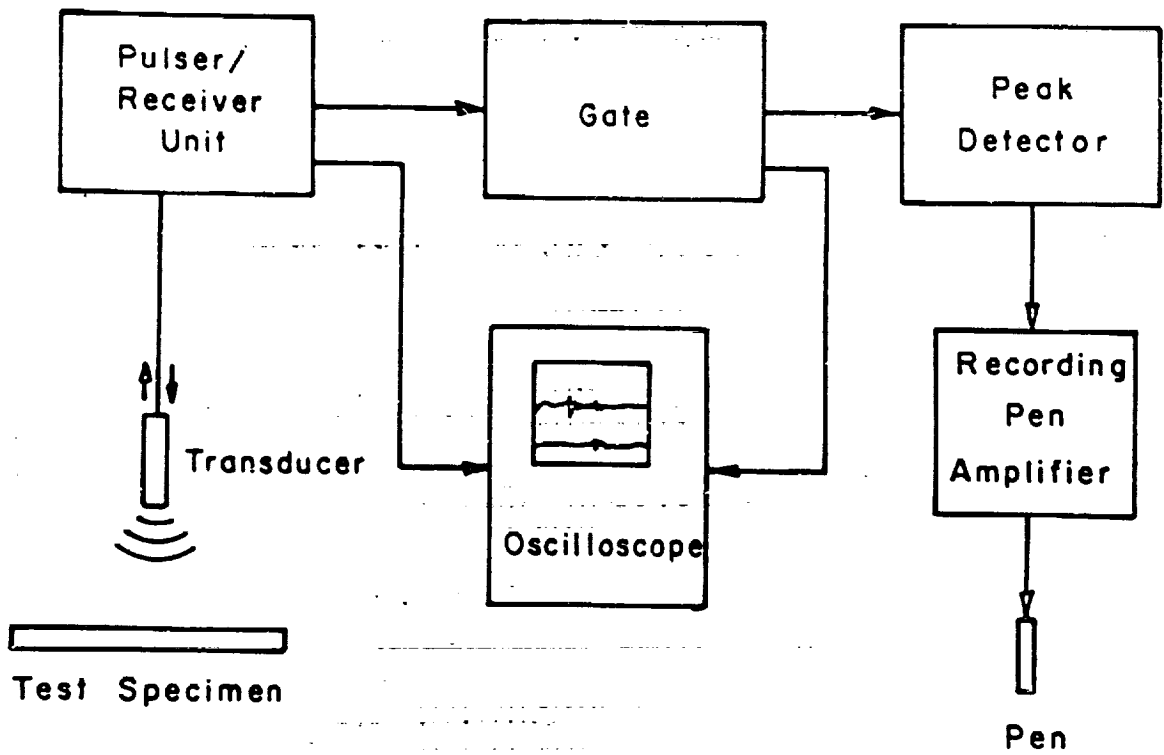 Pulser/
Receiver
Unit
Gate
Peak
Detector
Transducer
Oscilloscope
Recording
Pen
Amplifier
Test Specimen
Pen